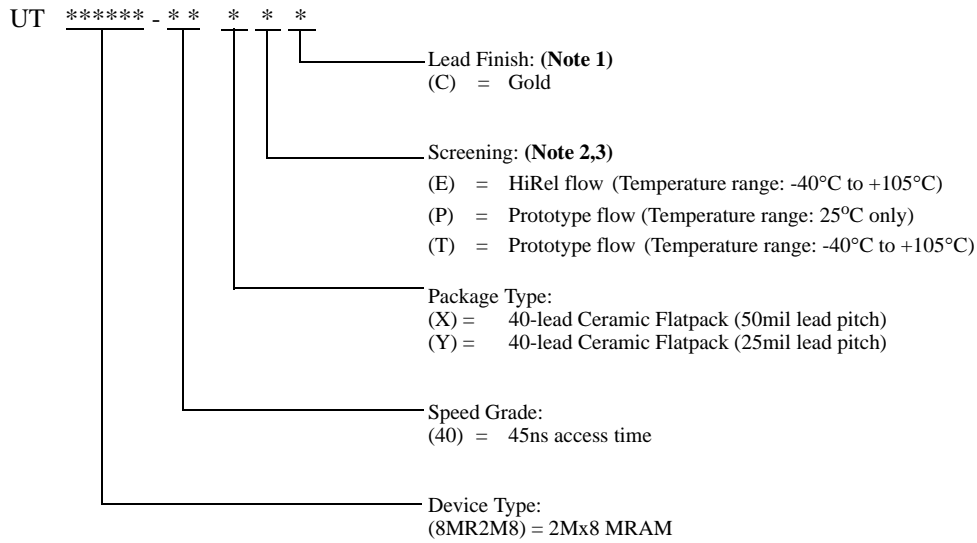 UT ****** - * * * * *
Lead Finish: (Note 1)
(C) = Gold
Screening: (Note 2,3)
(E) = HiRel flow (Temperature range: -40°C to +105°C)
(P) = Prototype flow (Temperature range: 25°C only)
(T) = Prototype flow (Temperature range: -40°C to +105°C)
Package Type:
(X) = 40-lead Ceramic Flatpack (50mil lead pitch)
(Y) = 40-lead Ceramic Flatpack (25mil lead pitch)
Speed Grade:
(40) = 45ns access time
Device Type:
(8MR2M8) = 2Mx8 MRAM